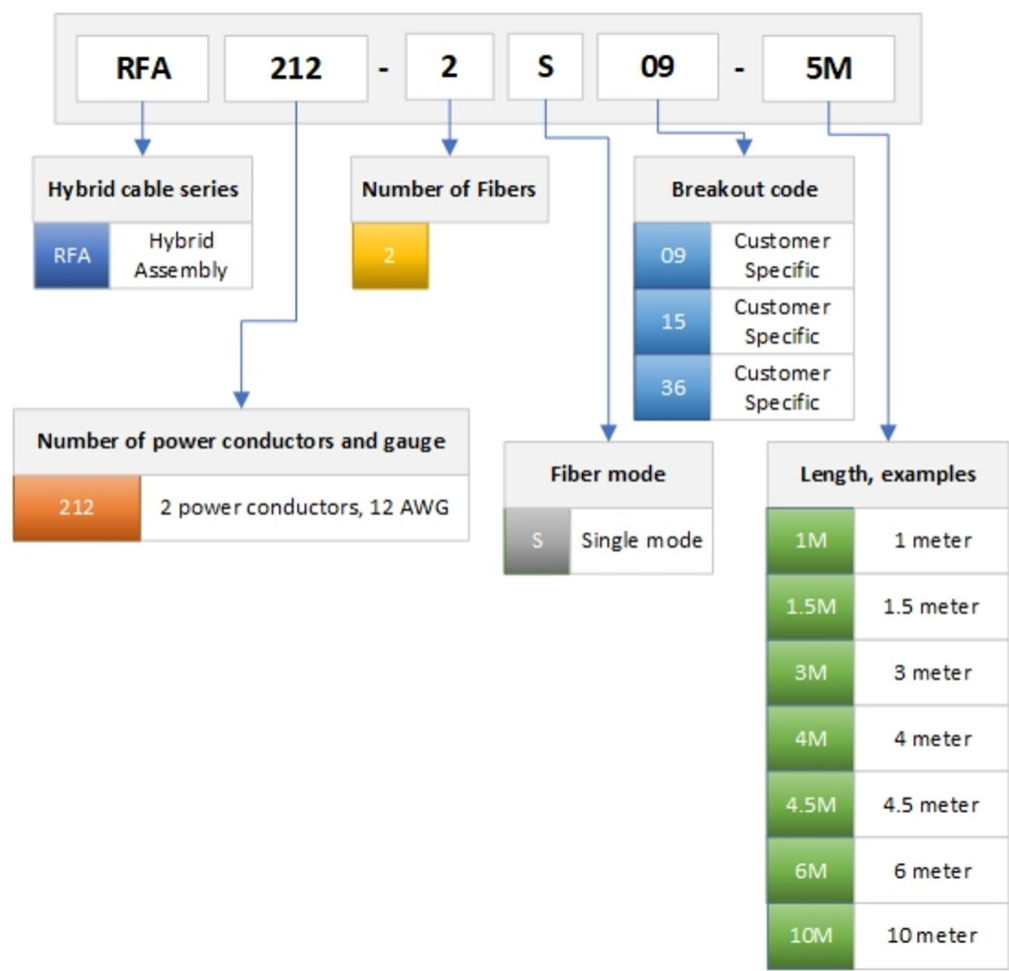 RFA 212 - 2 S 09 - 5M
Hybrid cable series
RFA Hybrid
Assembly
Number of Fibers
2
Breakout code
09 Customer
Specific
15 Customer
Specific
36 Customer
Specific
Number of power conductors and gauge
212 2 power conductors, 12 AWG
Fiber mode
S Single mode
Length, examples
1M 1 meter
1.5M 1.5 meter
3M 3 meter
4M 4 meter
4.5M 4.5 meter
6M 6 meter
10M 10 meter